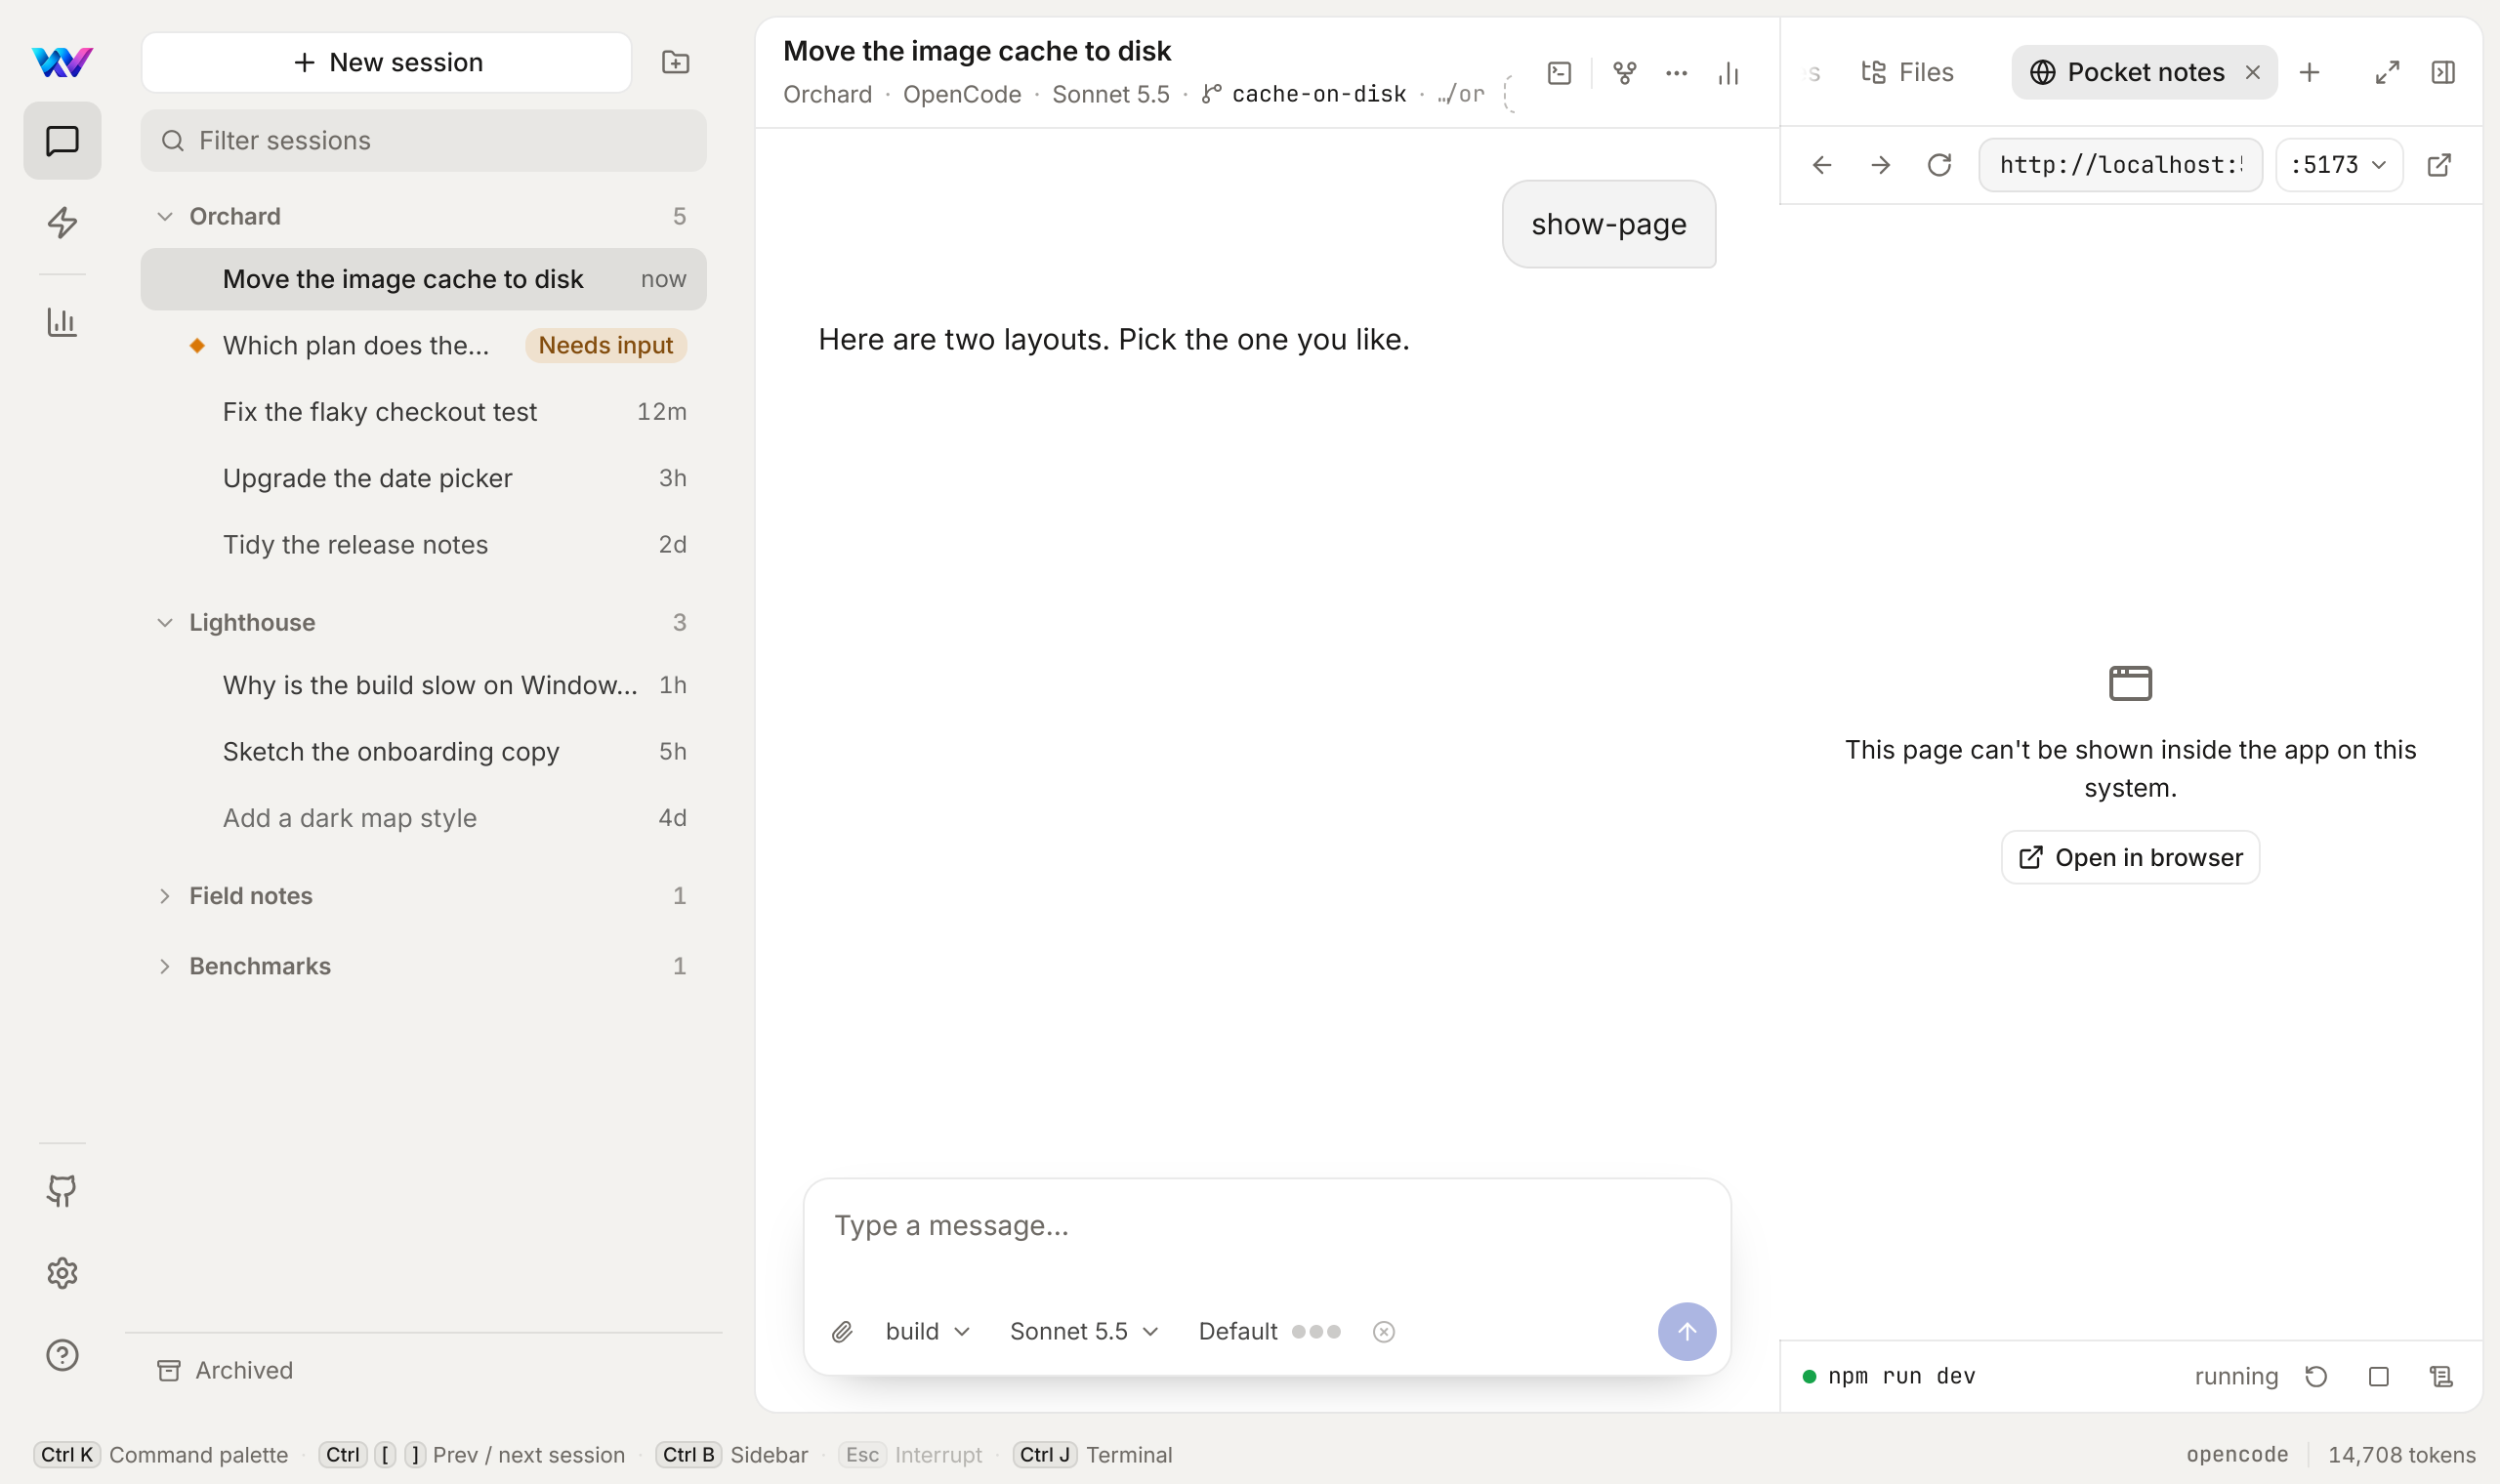 New session
Filter sessions
Orchard 5
Move the image cache to disk now
Which plan does the... Needs input
Fix the flaky checkout test 12m
Upgrade the date picker 3h
Tidy the release notes 2d
Lighthouse 3
Why is the build slow on Window... 1h
Sketch the onboarding copy 5h
Add a dark map style 4d
Field notes 1
Benchmarks 1
Archived
Move the image cache to disk
Orchard · OpenCode · Sonnet 5.5 · cache-on-disk · …/or
show-page
Here are two layouts. Pick the one you like.
Type a message...
build Sonnet 5.5 Default
s Files Pocket notes
http://localhost: :5173
This page can't be shown inside the app on this
system.
Open in browser
npm run dev running
Ctrl K Command palette · Ctrl [ ] Prev / next session · Ctrl B Sidebar · Esc Interrupt · Ctrl J Terminal
opencode 14,708 tokens